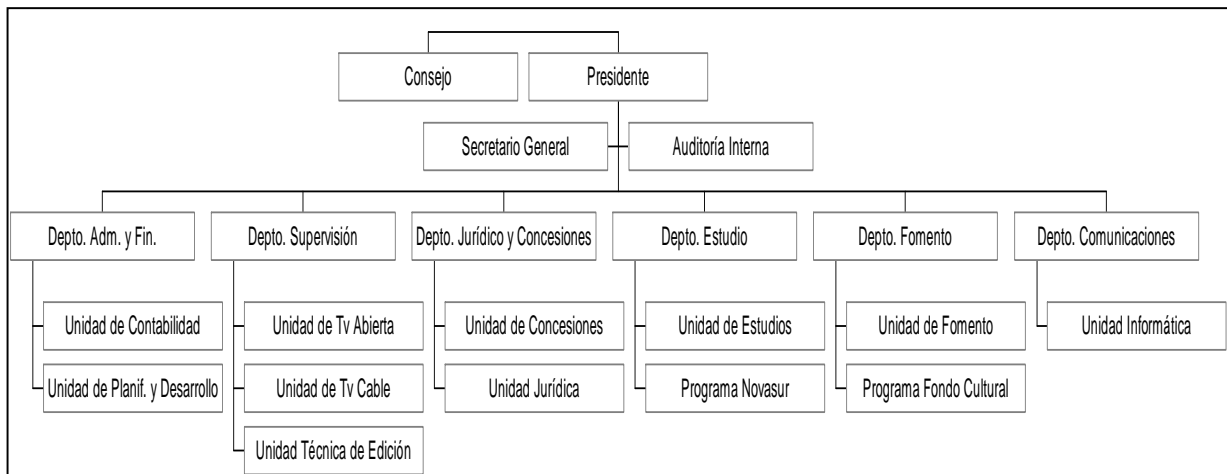 Consejo
Presidente
Secretario General
Auditoría Interna
Depto. Adm. y Fin.
Depto. Supervisión
Depto. Jurídico y Concesiones
Depto. Estudio
Depto. Fomento
Depto. Comunicaciones
Unidad de Contabilidad
Unidad de Tv Abierta
Unidad de Concesiones
Unidad de Estudios
Unidad de Fomento
Unidad Informática
Unidad de Planif. y Desarrollo
Unidad de Tv Cable
Unidad Jurídica
Programa Novasur
Programa Fondo Cultural
Unidad Técnica de Edición